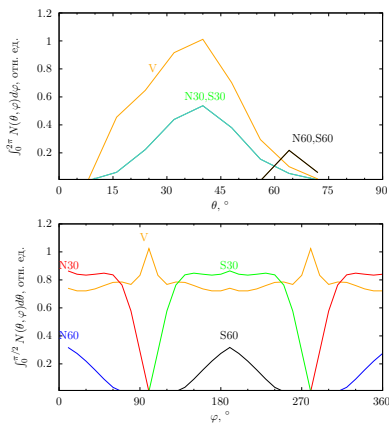 1.2
1
0.8
0.6
0.4
0.2
∫₀^{2π} N(θ, φ)dφ, отн. ед.
V
N30,S30
N60,S60
0 15 30 45 60 75 90
θ, °
1.2
1
0.8
0.6
0.4
0.2
∫₀^{π/2} N(θ, φ)dθ, отн. ед.
V
N30
S30
N60
S60
0 90 180 270 360
φ, °